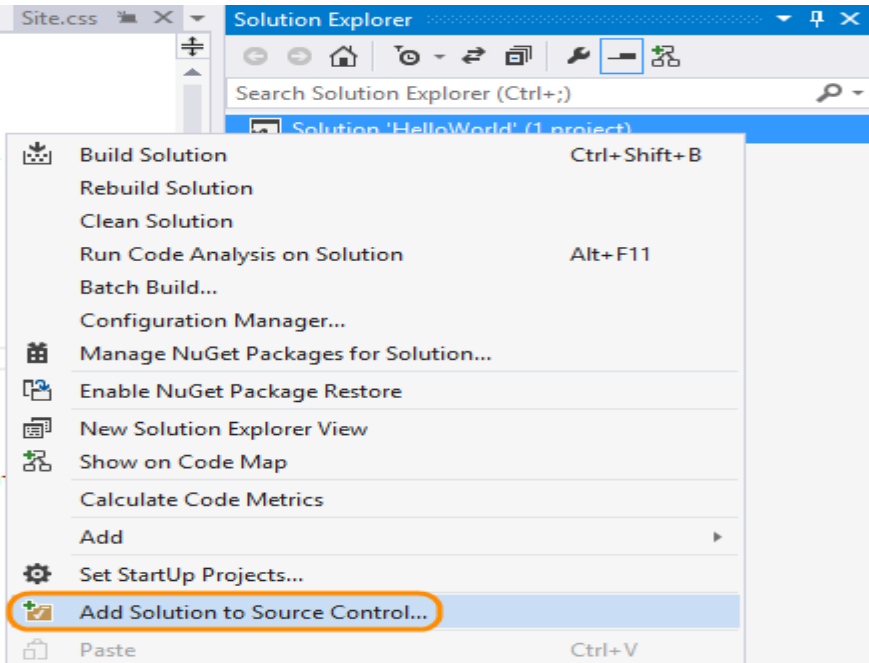 Site.css
Solution Explorer
Search Solution Explorer (Ctrl+;)
Solution 'HelloWorld' (1 project)
Build Solution Ctrl+Shift+B
Rebuild Solution
Clean Solution
Run Code Analysis on Solution Alt+F11
Batch Build...
Configuration Manager...
Manage NuGet Packages for Solution...
Enable NuGet Package Restore
New Solution Explorer View
Show on Code Map
Calculate Code Metrics
Add
Set StartUp Projects...
Add Solution to Source Control...
Paste Ctrl+V